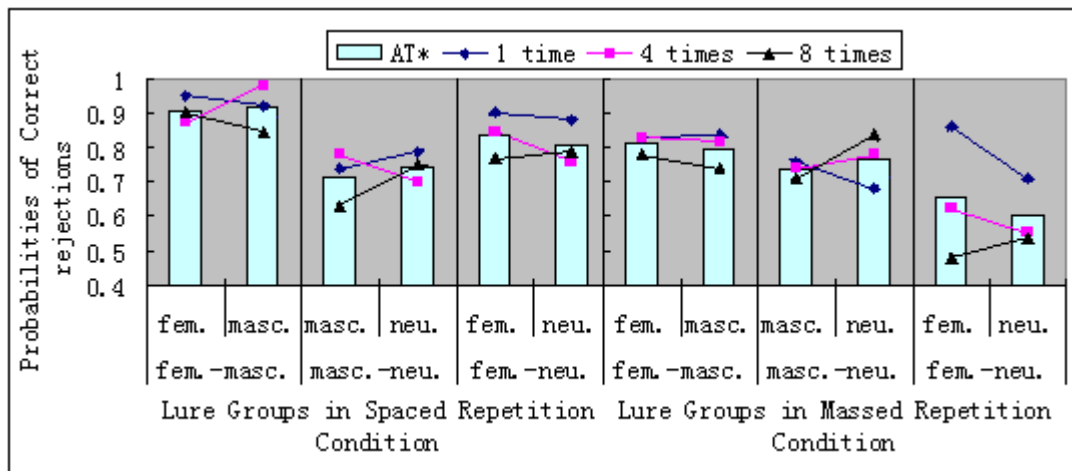 AT* 1 time 4 times 8 times
Probabilities of Correct
rejections
1
0.9
0.8
0.7
0.6
0.5
0.4
fem. masc. masc. neu. fem. neu. fem. masc. masc. neu. fem. neu.
fem.-masc. masc.-neu. fem.-neu. fem.-masc. masc.-neu. fem.-neu.
Lure Groups in Spaced Repetition Lure Groups in Massed Repetition
Condition Condition